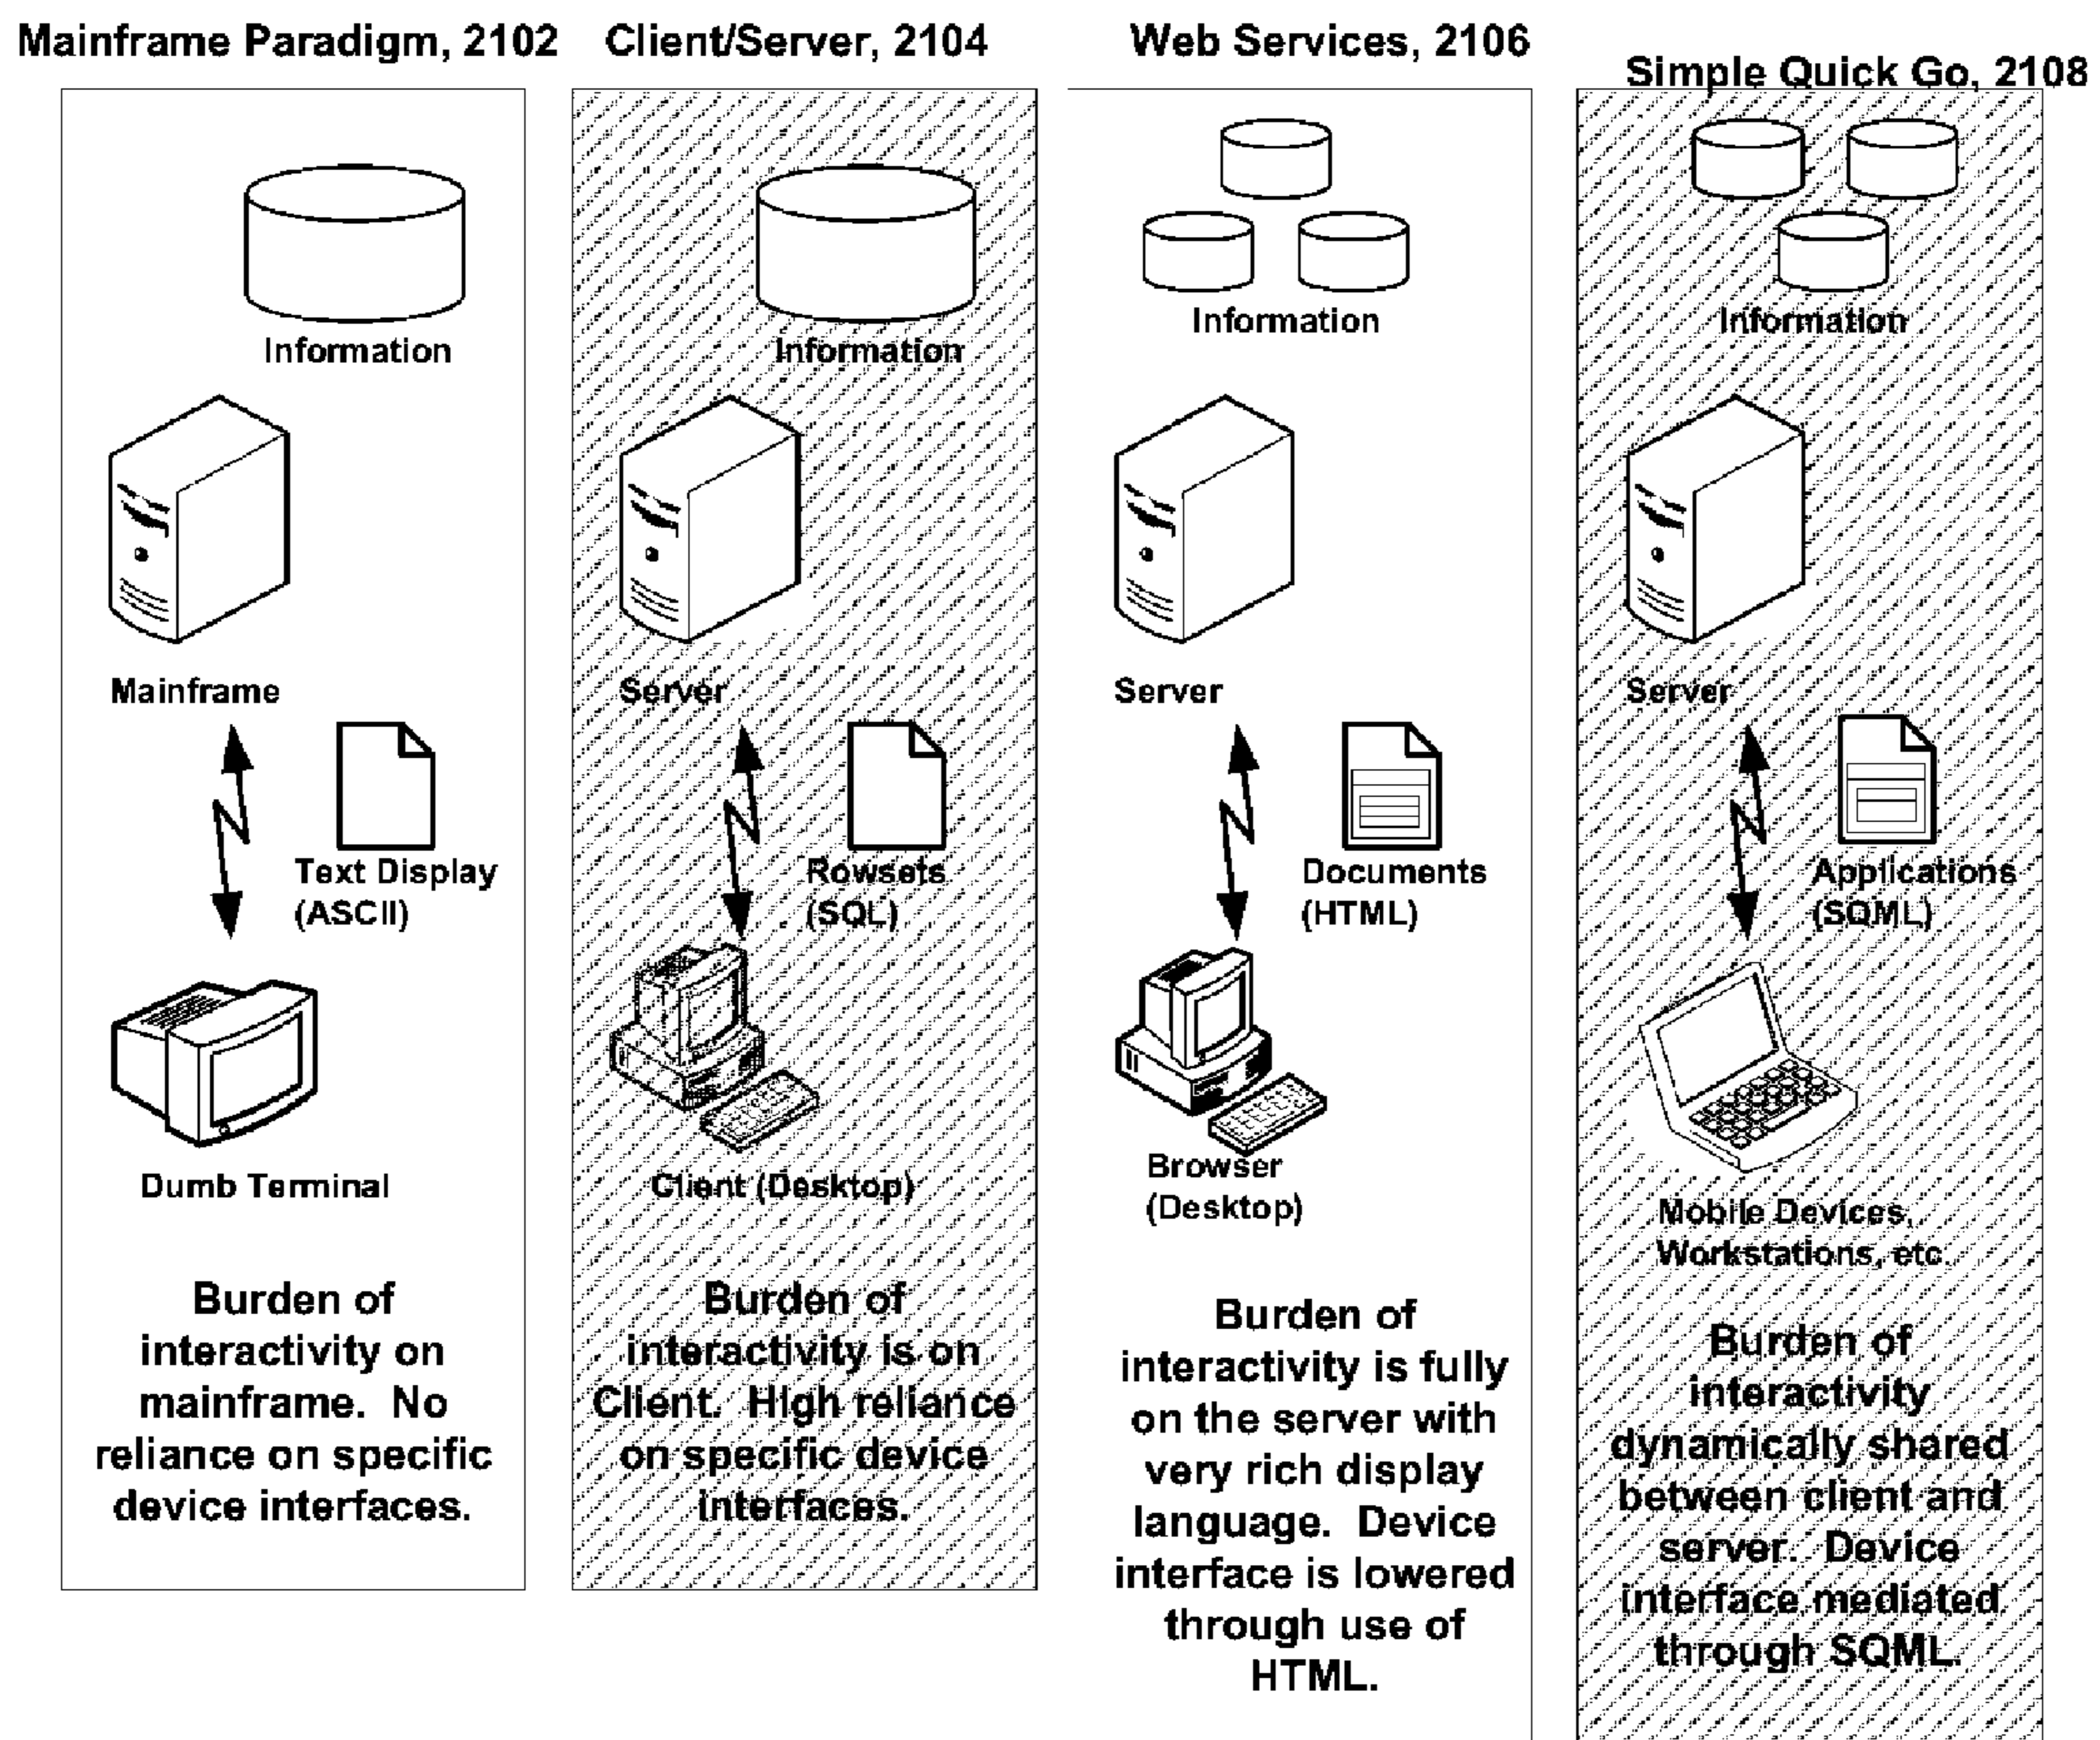 Mainframe Paradigm, 2102
Information
Mainframe
Text Display
(ASCII)
Dumb Terminal
Burden of
interactivity on
mainframe. No
reliance on specific
device interfaces.
Client/Server, 2104
Information
Server
Rowsets
(SQL)
Client (Desktop)
Burden of
interactivity is on
Client. High reliance
on specific device
interfaces.
Web Services, 2106
Information
Server
Documents
(HTML)
Browser
(Desktop)
Burden of
interactivity is fully
on the server with
very rich display
language. Device
interface is lowered
through use of
HTML.
Simple Quick Go, 2108
Information
Server
Applications
(SQML)
Mobile Devices,
Workstations, etc.
Burden of
interactivity
dynamically shared
between client and
server. Device
interface mediated
through SQML.